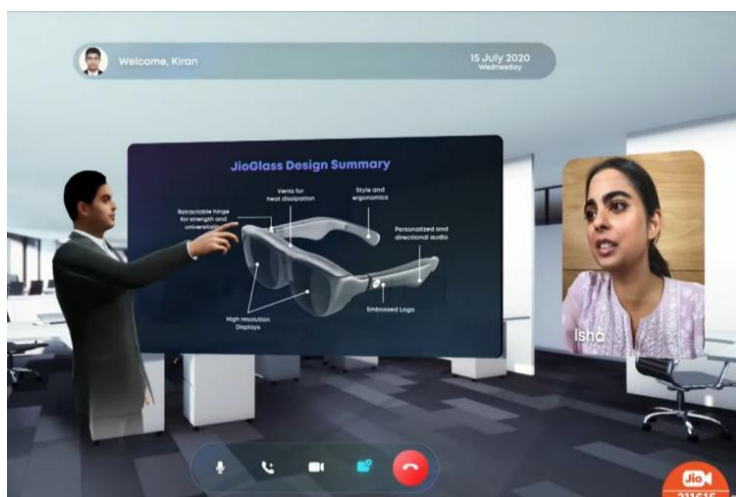 Welcome, Kiran
15 July 2020
Wednesday
JioGlass Design Summary
Vents for
heat dissipation
Style and
ergonomics
Retractable hinge
for strength and
Personalized and
directional audio
High resolution
Displays
Embossed Logo
Isha
Jio